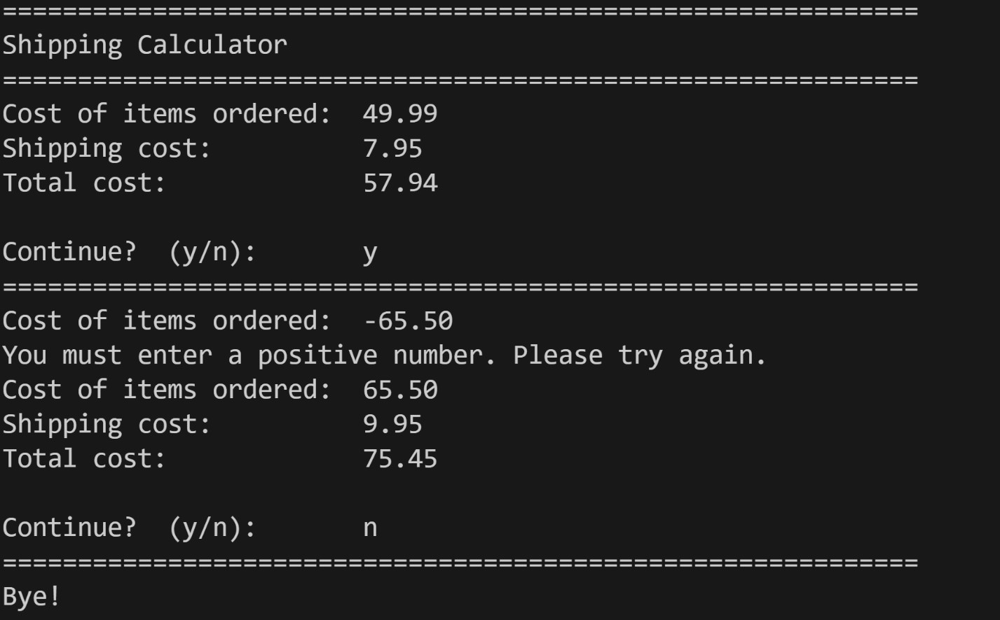 =============================================================
Shipping Calculator
=============================================================
Cost of items ordered:  49.99
Shipping cost:          7.95
Total cost:             57.94
Continue?  (y/n):       y
=============================================================
Cost of items ordered:  -65.50
You must enter a positive number. Please try again.
Cost of items ordered:  65.50
Shipping cost:          9.95
Total cost:             75.45
Continue?  (y/n):       n
=============================================================
Bye!